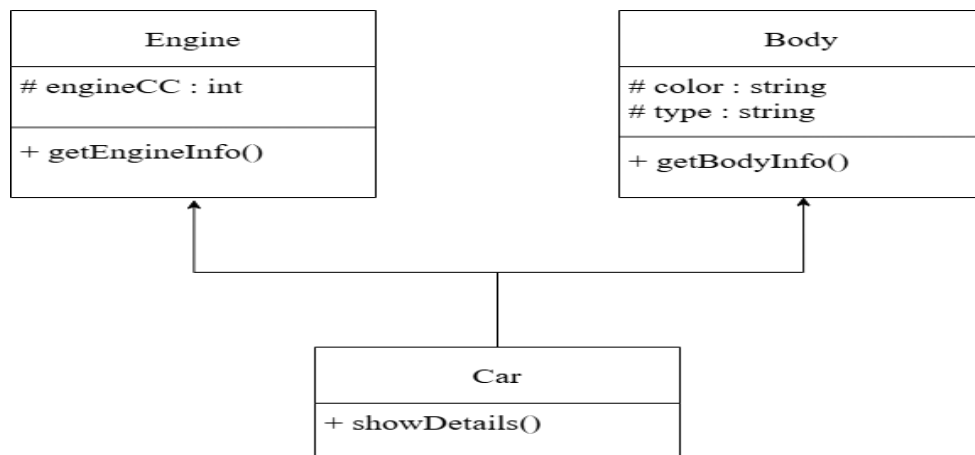 Engine
# engineCC : int
+ getEngineInfo()
Body
# color : string
# type : string
+ getBodyInfo()
Car
+ showDetails()